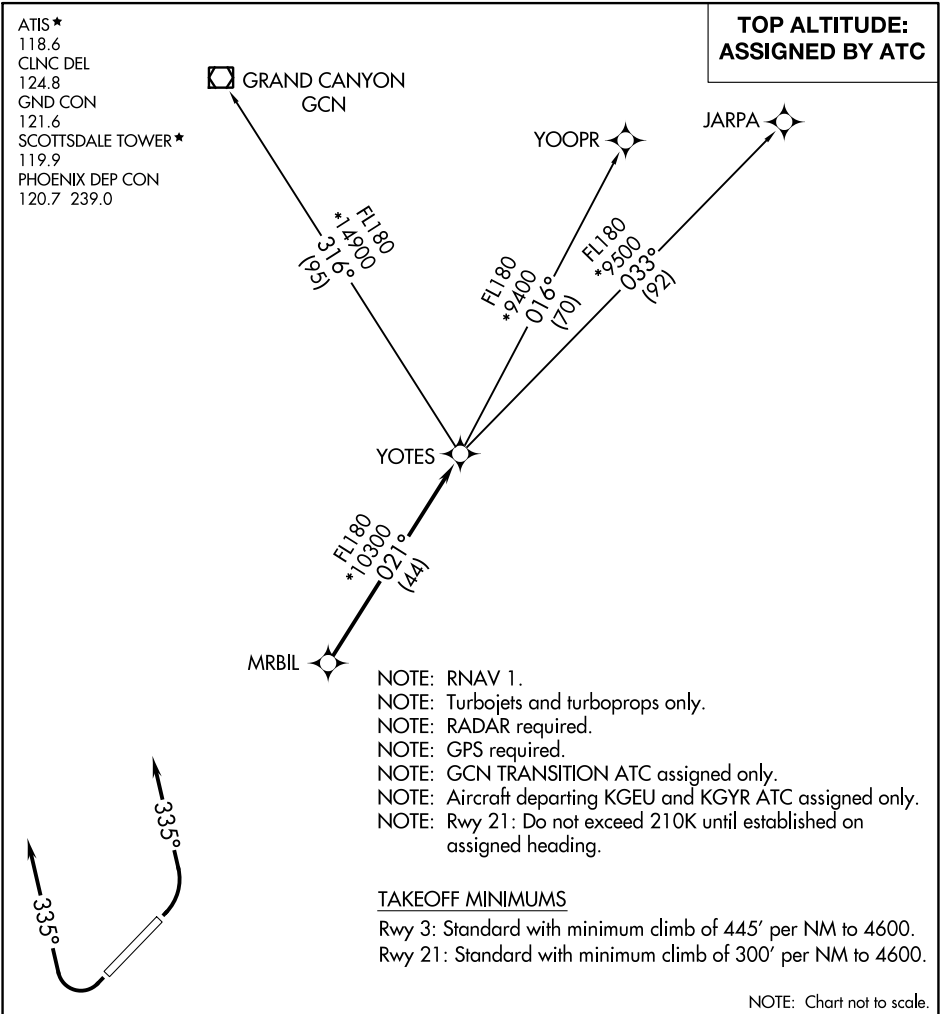 ATIS★
118.6
CLNC DEL
124.8
GND CON
121.6
SCOTTSDALE TOWER★
119.9
PHOENIX DEP CON
120.7 239.0
TOP ALTITUDE:
ASSIGNED BY ATC
GRAND CANYON
GCN
YOOPR
JARPA
FL180
*14900
316°
(95)
FL180
*9400
016°
(70)
FL180
*9500
033°
(92)
YOTES
FL180
*10300
021°
(44)
MRBIL
335°
335°
NOTE: RNAV 1.
NOTE: Turbojets and turboprops only.
NOTE: RADAR required.
NOTE: GPS required.
NOTE: GCN TRANSITION ATC assigned only.
NOTE: Aircraft departing KGEU and KGYR ATC assigned only.
NOTE: Rwy 21: Do not exceed 210K until established on
assigned heading.
TAKEOFF MINIMUMS
Rwy 3: Standard with minimum climb of 445' per NM to 4600.
Rwy 21: Standard with minimum climb of 300' per NM to 4600.
NOTE: Chart not to scale.